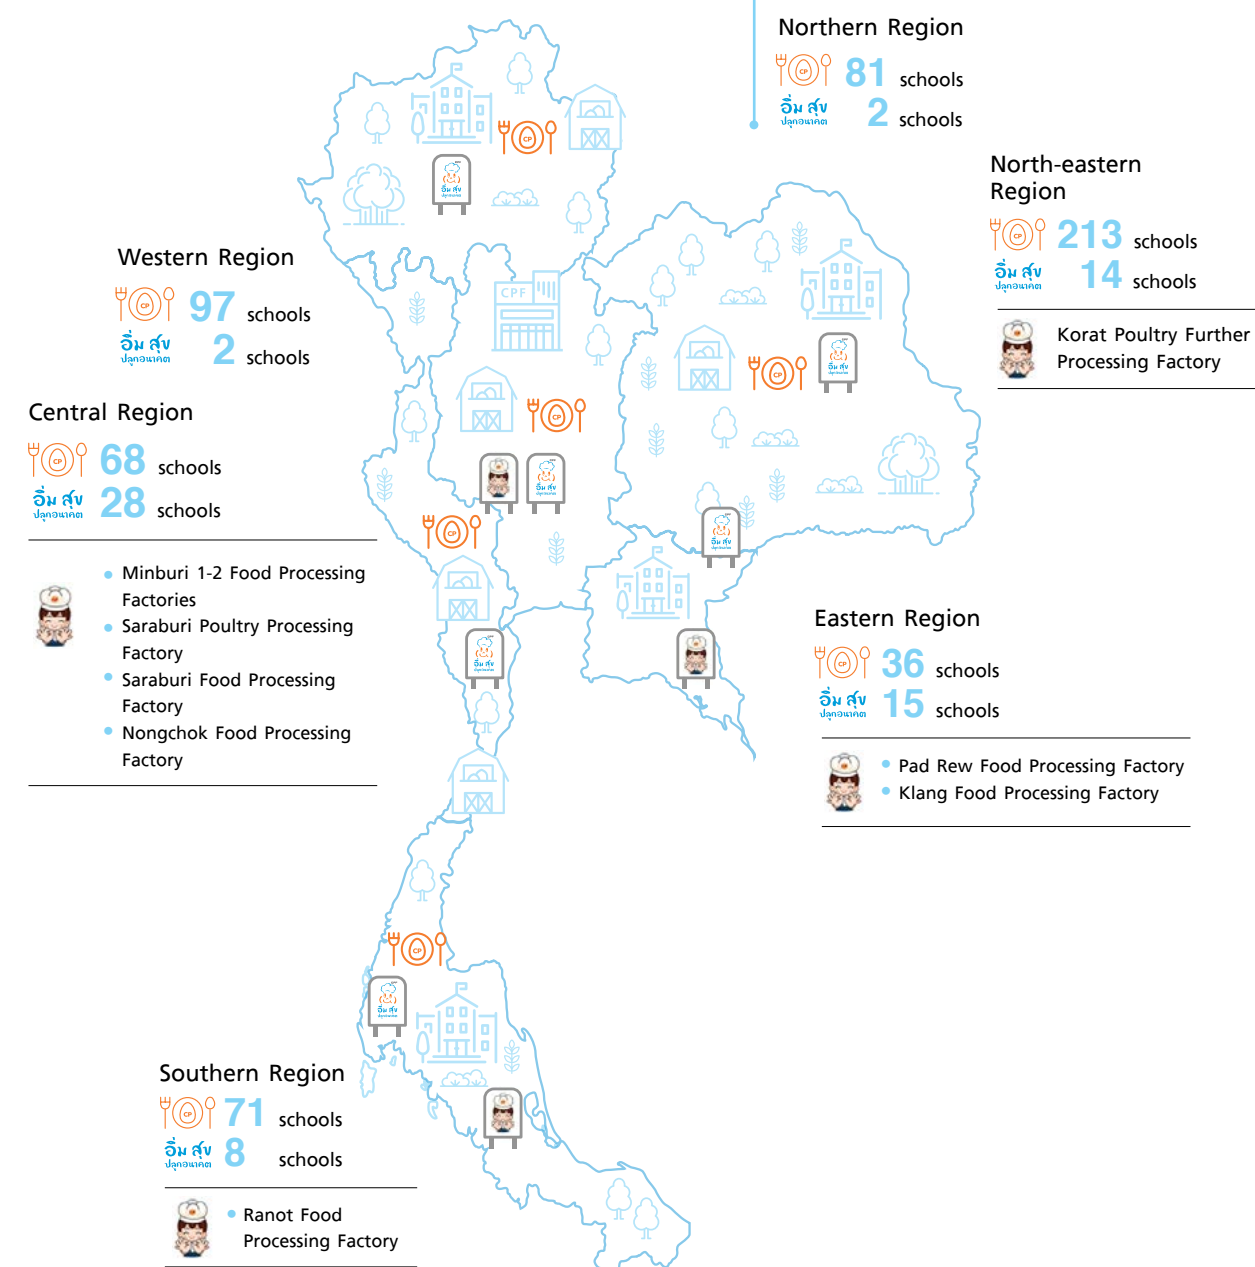 Northern Region
81 schools
อิ่ม สุข
ปลูกอนาคต
2 schools
North-eastern
Region
213 schools
อิ่ม สุข
ปลูกอนาคต
14 schools
Korat Poultry Further
Processing Factory
Western Region
CP
97 schools
อิ่ม สุข
ปลูกอนาคต
2 schools
CPF
Central Region
CP
68 schools
อิ่ม สุข
ปลูกอนาคต
28 schools
Minburi 1-2 Food Processing
Factories
Saraburi Poultry Processing
Factory
Saraburi Food Processing
Factory
Nongchok Food Processing
Factory
Eastern Region
CP
36 schools
อิ่ม สุข
ปลูกอนาคต
15 schools
Pad Rew Food Processing Factory
Klang Food Processing Factory
Southern Region
CP
71 schools
อิ่ม สุข
ปลูกอนาคต
8 schools
Ranot Food
Processing Factory